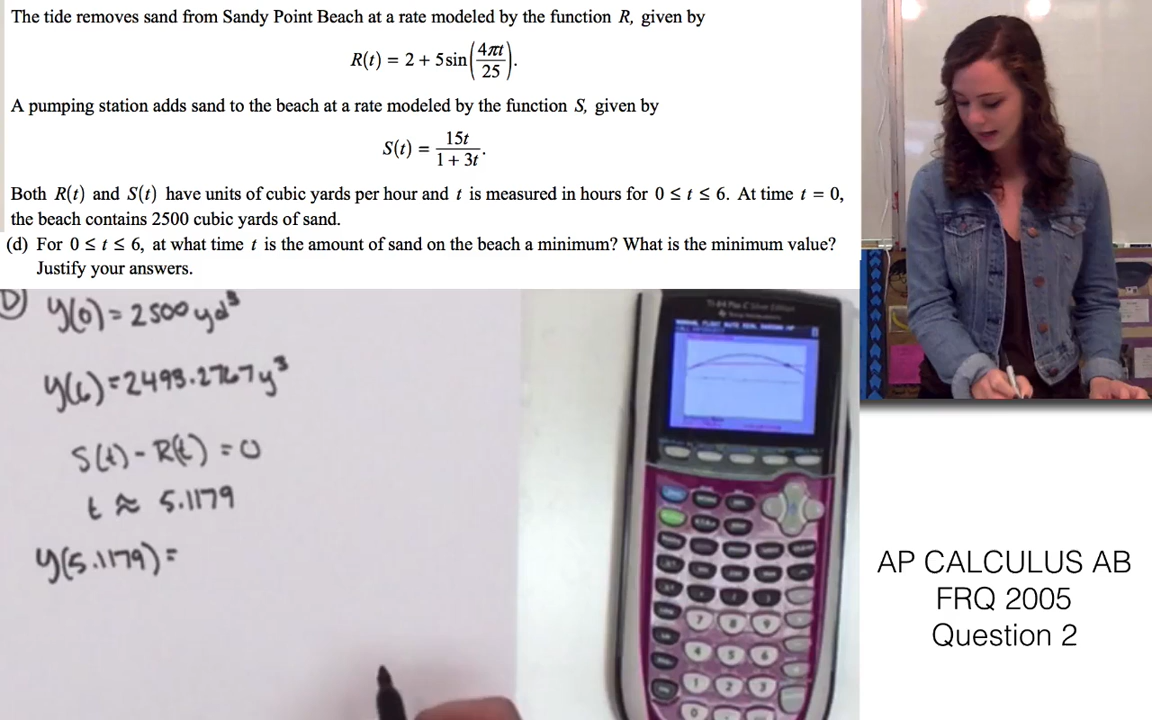 The tide removes sand from Sandy Point Beach at a rate modeled by the function R, given by
R(t) = 2 + 5 sin(4πt/25).
A pumping station adds sand to the beach at a rate modeled by the function S, given by
S(t) = 15t/(1 + 3t).
Both R(t) and S(t) have units of cubic yards per hour and t is measured in hours for 0 ≤ t ≤ 6. At time t = 0,
the beach contains 2500 cubic yards of sand.
(d) For 0 ≤ t ≤ 6, at what time t is the amount of sand on the beach a minimum? What is the minimum value?
Justify your answers.
D) y(0) = 2500 yd³
y(6) = 2493.2767 y³
S(t) - R(t) = 0
t ≈ 5.1179
y(5.1179) =
AP CALCULUS AB
FRQ 2005
Question 2